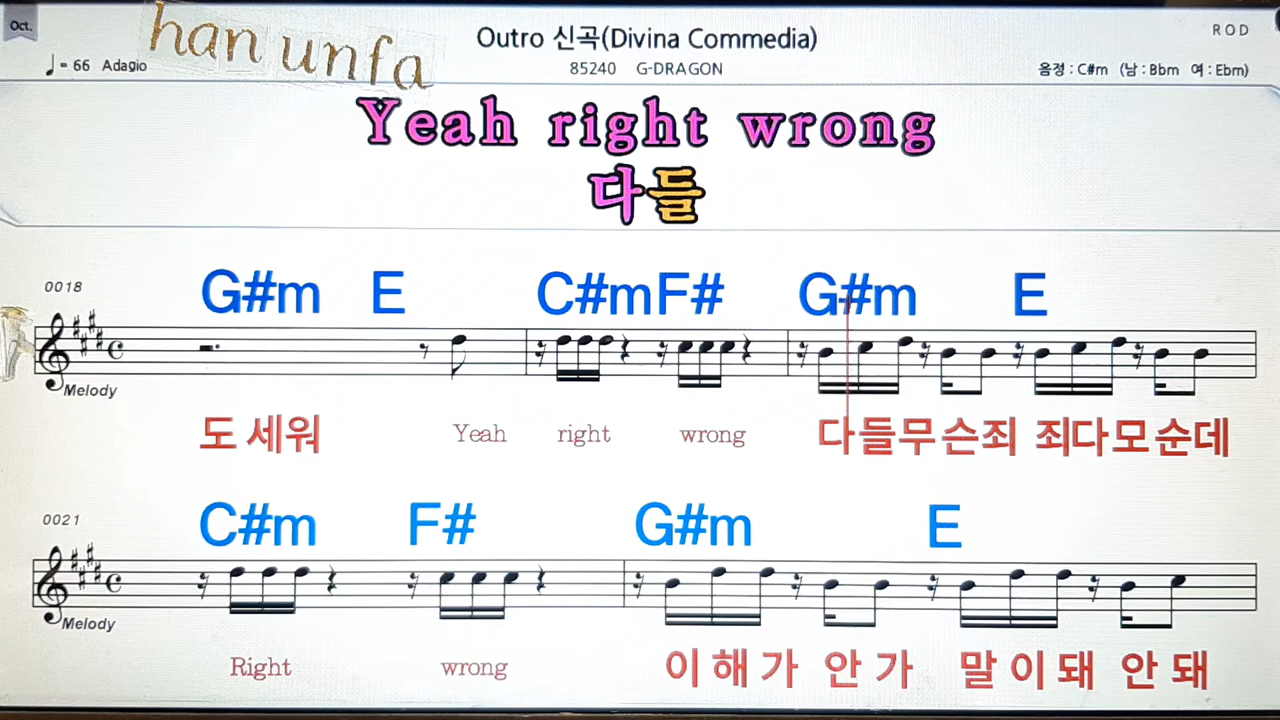 Oct.
han unfa
Outro 신곡(Divina Commedia)
ROD
♩= 66 Adagio
85240 G-DRAGON
음정 : C#m (남 : Bbm 여 : Ebm)
Yeah right wrong
다들
0018
G#m E C#m F# G#m E
Melody
도 세워 Yeah right wrong 다들무슨죄 죄다모순데
0021
C#m F# G#m E
Melody
Right wrong 이 해 가 안 가 말 이 돼 안 돼